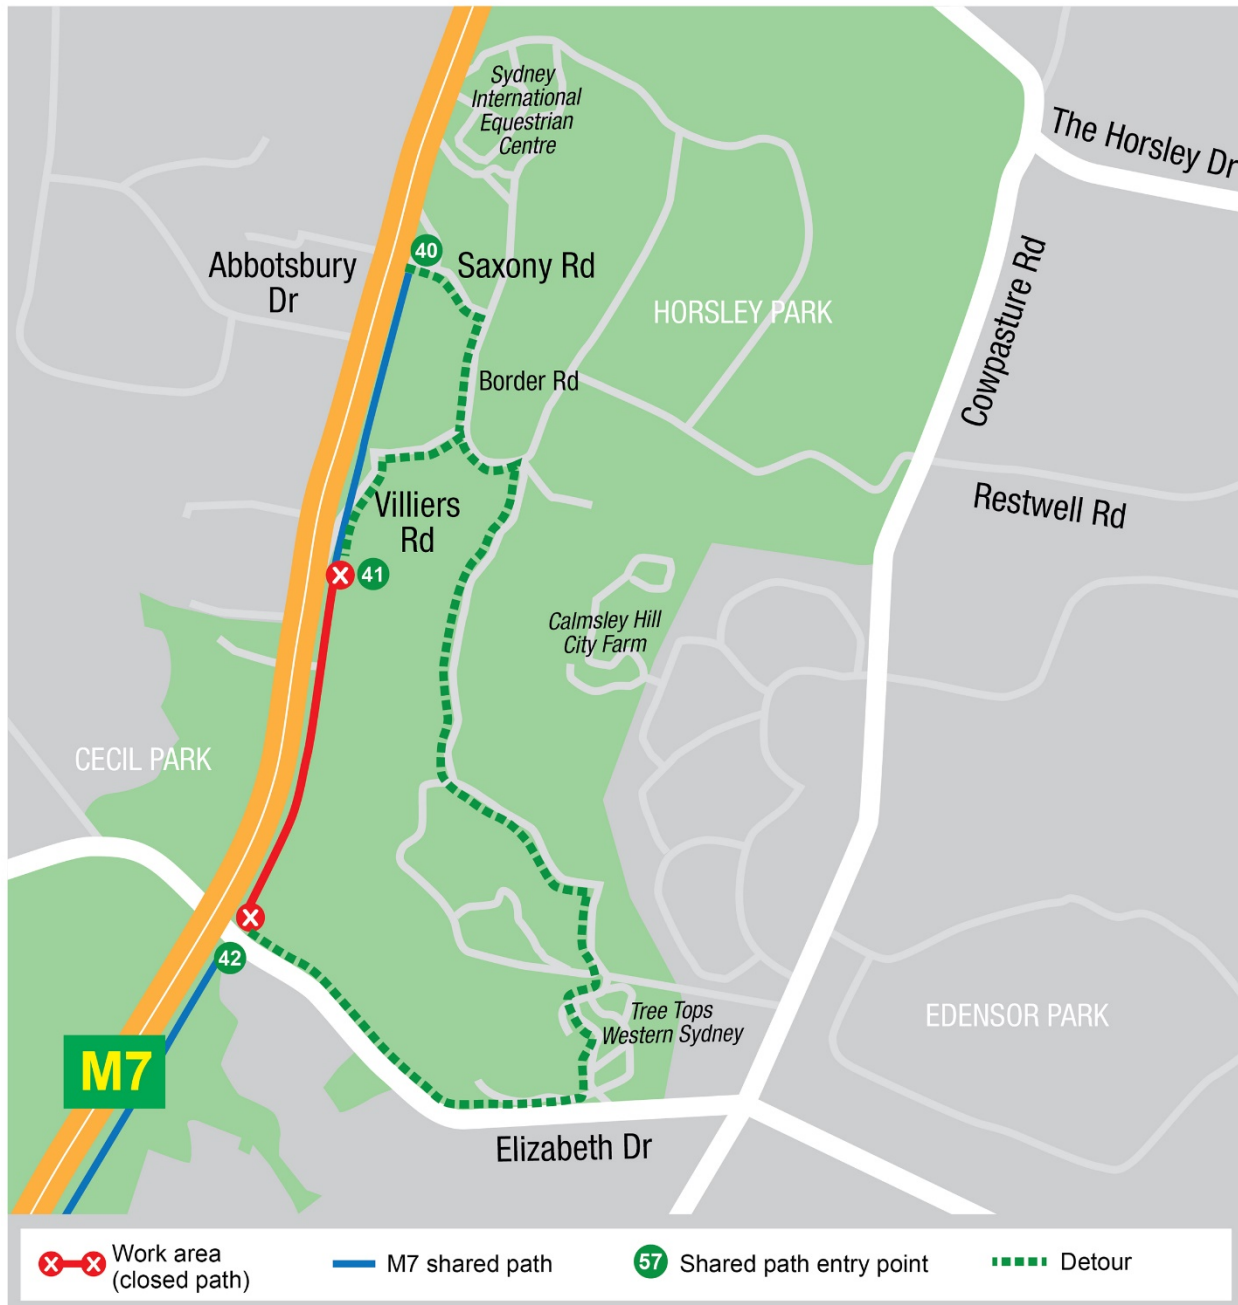 Sydney
International
Equestrian
Centre
The Horsley Dr
40
Abbotsbury
Dr
Saxony Rd
HORSLEY PARK
Cowpasture Rd
Border Rd
Villiers
Rd
Restwell Rd
41
Calmsley Hill
City Farm
CECIL PARK
42
Tree Tops
Western Sydney
EDENSOR PARK
M7
Elizabeth Dr
Work area
(closed path)
M7 shared path
57
Shared path entry point
Detour